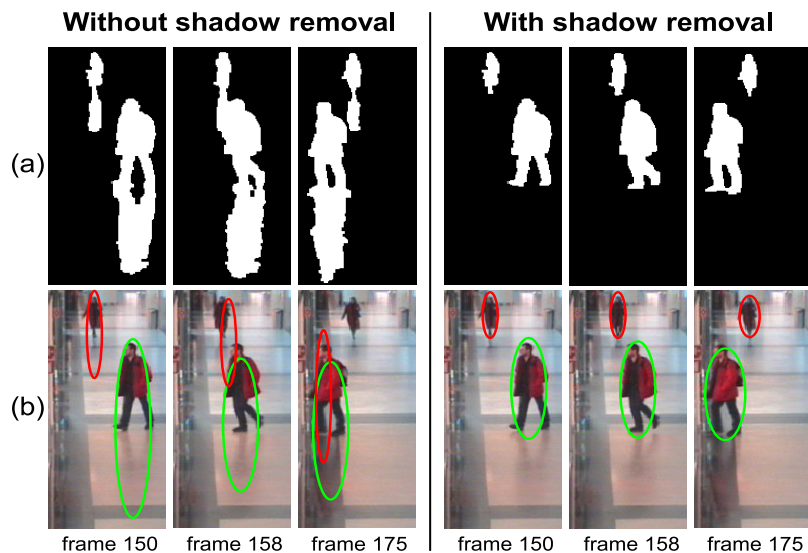 Without shadow removal
With shadow removal
(a)
(b)
frame 150
frame 158
frame 175
frame 150
frame 158
frame 175